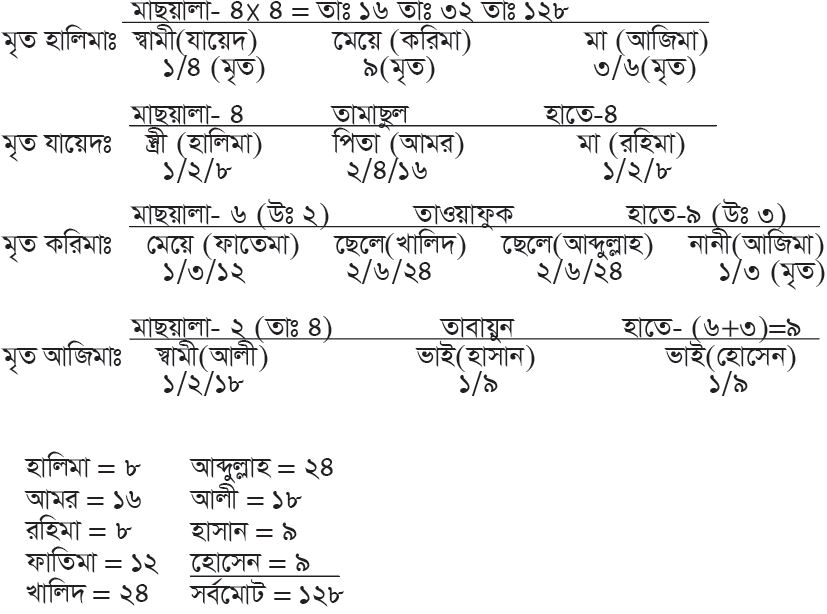 মাছয়ালা- ৪x ৪ = তাঃ ১৬ তাঃ ৩২ তাঃ ১২৮
মৃত হালিমাঃ স্বামী(যায়েদ) মেয়ে (করিমা) মা (আজিমা)
১/৪ (মৃত) ৯(মৃত) ৩/৬(মৃত)
মাছয়ালা- ৪ তামাছুল হাতে-৪
মৃত যায়েদঃ স্ত্রী (হালিমা) পিতা (আমর) মা (রহিমা)
১/২/৮ ২/৪/১৬ ১/২/৮
মাছয়ালা- ৬ (উঃ ২) তাওয়াফুক হাতে-৯ (উঃ ৩)
মৃত করিমাঃ মেয়ে (ফাতেমা) ছেলে(খালিদ) ছেলে(আব্দুল্লাহ) নানী(আজিমা)
১/৩/১২ ২/৬/২৪ ২/৬/২৪ ১/৩ (মৃত)
মাছয়ালা- ২ (তাঃ ৪) তাবায়ুন হাতে- (৬+৩)=৯
মৃত আজিমাঃ স্বামী(আলী) ভাই(হাসান) ভাই(হোসেন)
১/২/১৮ ১/৯ ১/৯
হালিমা = ৮ আব্দুল্লাহ = ২৪
আমর = ১৬ আলী = ১৮
রহিমা = ৮ হাসান = ৯
ফাতিমা = ১২ হোসেন = ৯
খালিদ = ২৪ সর্বমোট = ১২৮